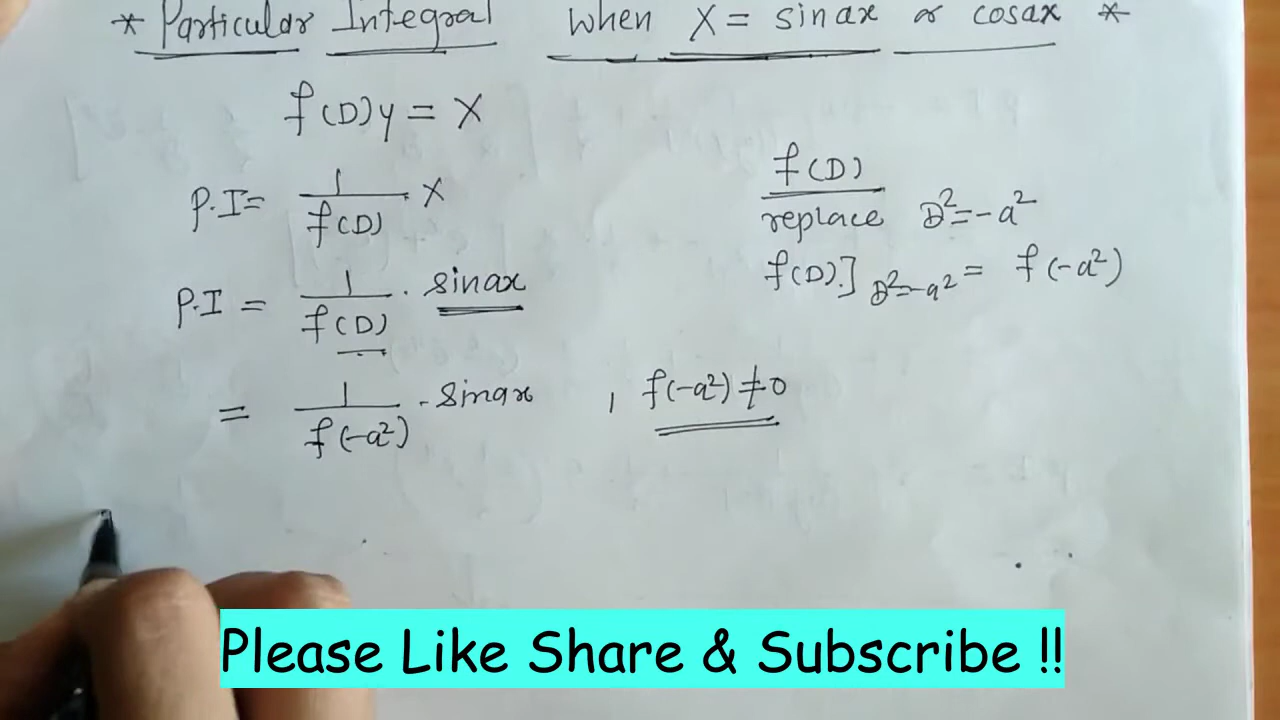 * Particular Integral when X = sinax or cosax *
f(D)y = X
P.I = 1/f(D) . X
P.I = 1/f(D) . sinax
= 1/f(-a²) . sinax , f(-a²) ≠ 0
f(D)
replace D² = -a²
f(D)]D²=-a² = f(-a²)
Please Like Share & Subscribe !!